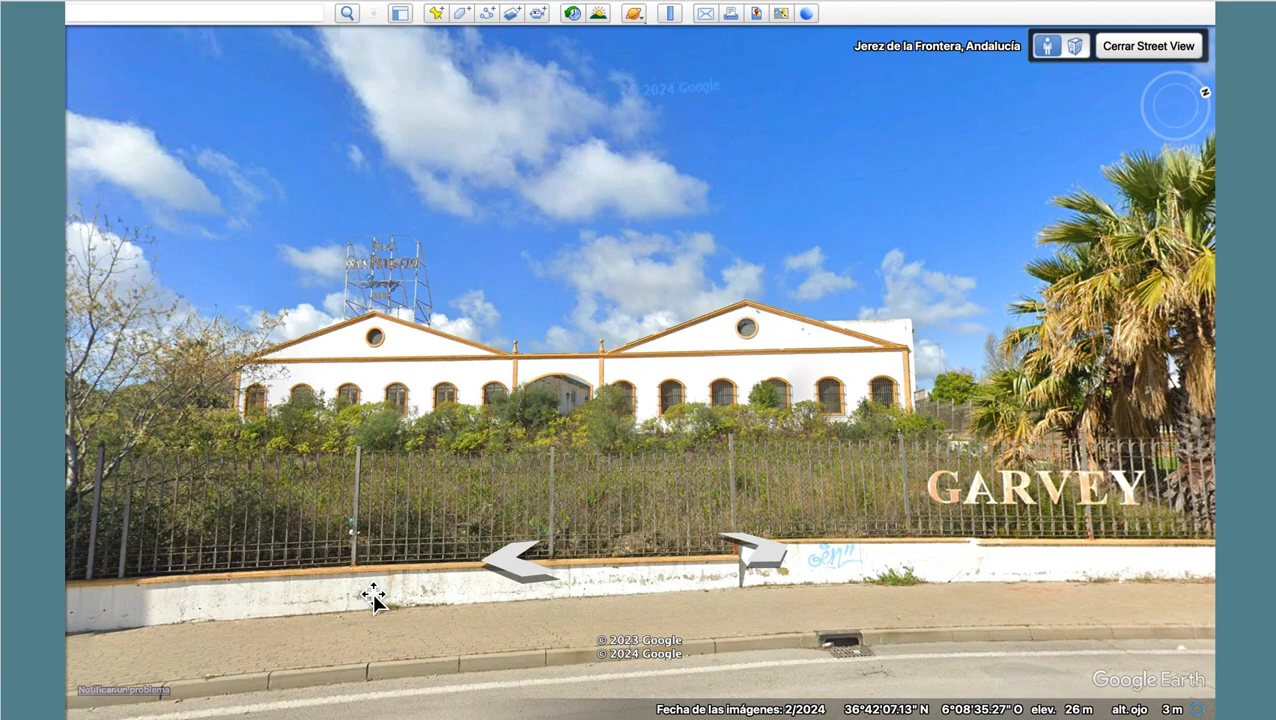 Jerez de la Frontera, Andalucía
Cerrar Street View
N
© 2024 Google
GARVEY
© 2023 Google
© 2024 Google
Notificar un problema
Google Earth
Fecha de las imágenes: 2/2024 36°42'07.13" N 6°08'35.27" O elev. 26 m alt. ojo 3 m